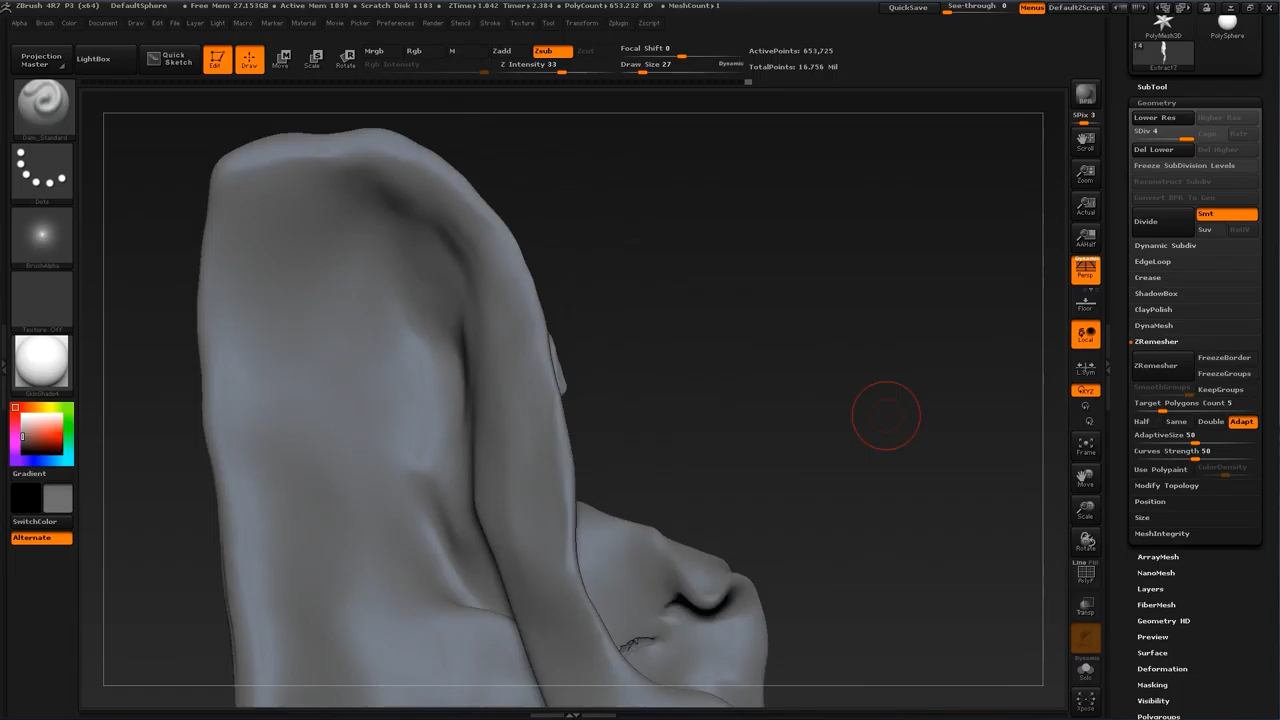 ZBrush 4R7 P3 (x64) DefaultSphere • Free Mem 27.153GB • Active Mem 1039 • Scratch Disk 1183 • ZTime▸1.042 Timer▸2.384 • PolyCount▸653.232 KP • MeshCount▸1
QuickSave See-through 0 Menus DefaultZScript
Alpha Brush Color Document Draw Edit File Layer Light Macro Marker Material Movie Picker Preferences Render Stencil Stroke Texture Tool Transform Zplugin Zscript
Projection Master
LightBox
Quick Sketch
Edit
Draw
Move
Scale
Rotate
Mrgb Rgb M
Rgb Intensity
Zadd Zsub Zcut
Z Intensity 33
Focal Shift 0
Draw Size 27 Dynamic
ActivePoints: 653,725
TotalPoints: 16.756 Mil
PolyMesh3D
PolySphere
14
Extract7
Dam_Standard
Dots
BrushAlpha
Texture Off
SkinShade4
Gradient
SwitchColor
Alternate
BPR
SPix 3
Scroll
Zoom
Actual
AAHalf
Dynamic
Persp
Floor
Local
L.Sym
XYZ
Frame
Move
Scale
Rotate
Line Fill
PolyF
Transp
Dynamic
Solo
Xpose
SubTool
Geometry
Lower Res Higher Res
SDiv 4 Cage Rstr
Del Lower Del Higher
Freeze SubDivision Levels
Reconstruct Subdiv
Convert BPR To Geo
Divide
Smt
Suv ReUV
Dynamic Subdiv
EdgeLoop
Crease
ShadowBox
ClayPolish
DynaMesh
ZRemesher
ZRemesher
FreezeBorder
FreezeGroups
SmoothGroups KeepGroups
Target Polygons Count 5
Half Same Double Adapt
AdaptiveSize 50
Curves Strength 50
Use Polypaint ColorDensity
Modify Topology
Position
Size
MeshIntegrity
ArrayMesh
NanoMesh
Layers
FiberMesh
Geometry HD
Preview
Surface
Deformation
Masking
Visibility
Polygroups